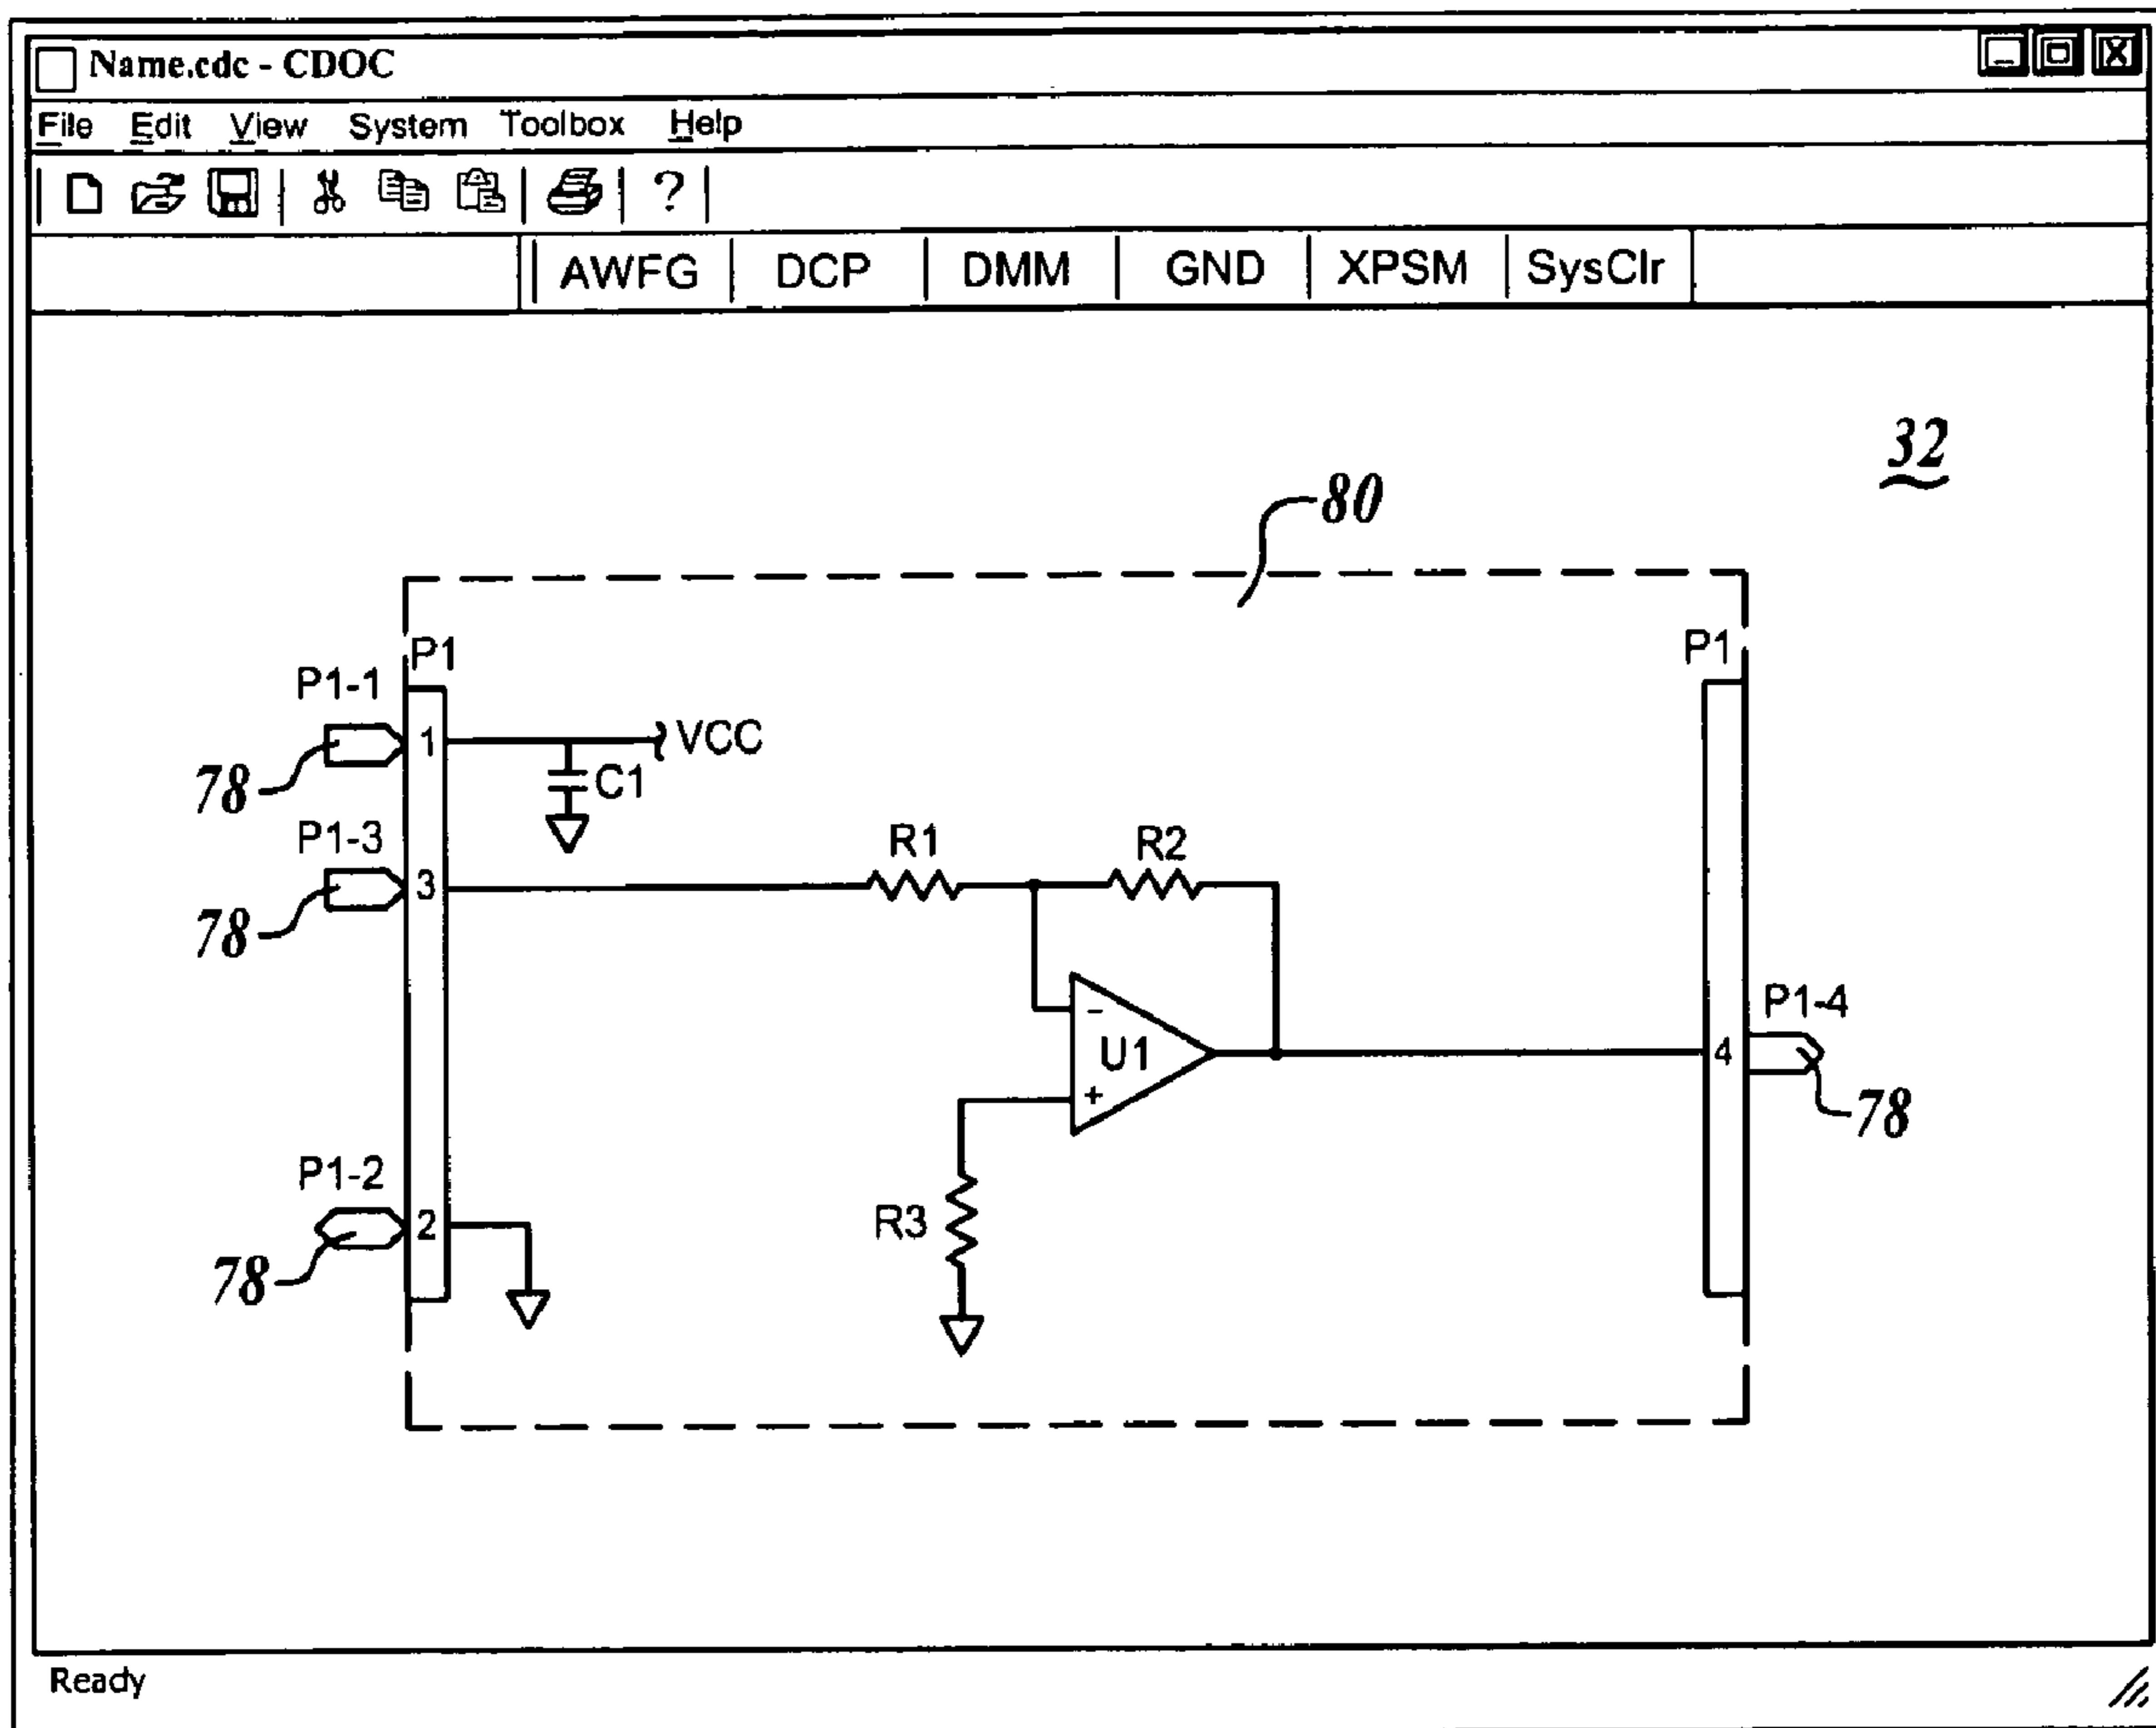 Name.cdc - CDOC
File Edit View System Toolbox Help
?
AWFG DCP DMM GND XPSM SysClr
32
80
P1 P1
P1-1
1 VCC
78 C1
P1-3
3 R1 R2
78
P1-4
- U1 4
+ 78
P1-2
2 R3
78
Ready